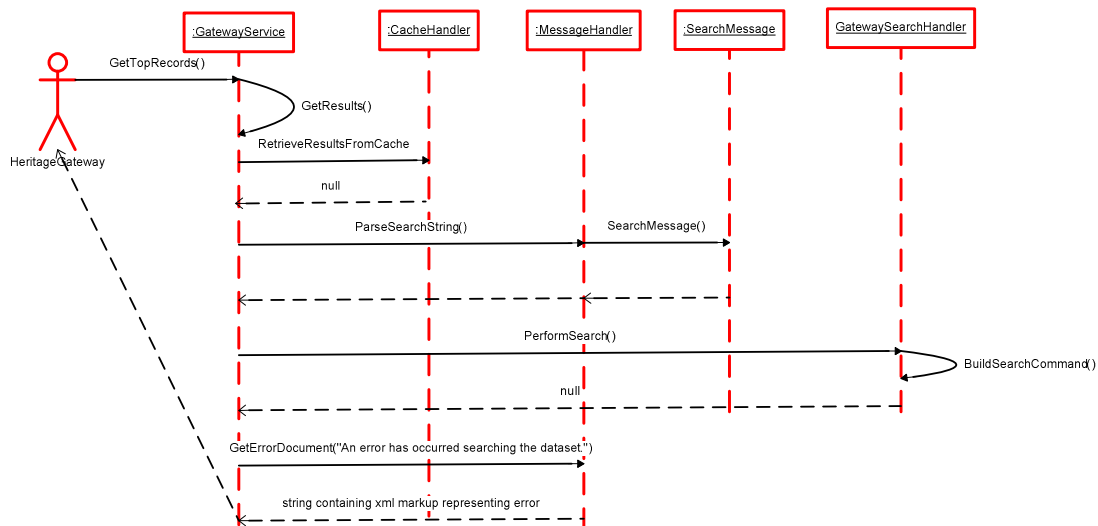 :GatewayService
:CacheHandler
:MessageHandler
:SearchMessage
GatewaySearchHandler
GetTopRecords()
GetResults()
RetrieveResultsFromCache
HeritageGateway
null
ParseSearchString()
SearchMessage()
PerformSearch()
BuildSearchCommand()
null
GetErrorDocument("An error has occurred searching the dataset.")
string containing xml markup representing error